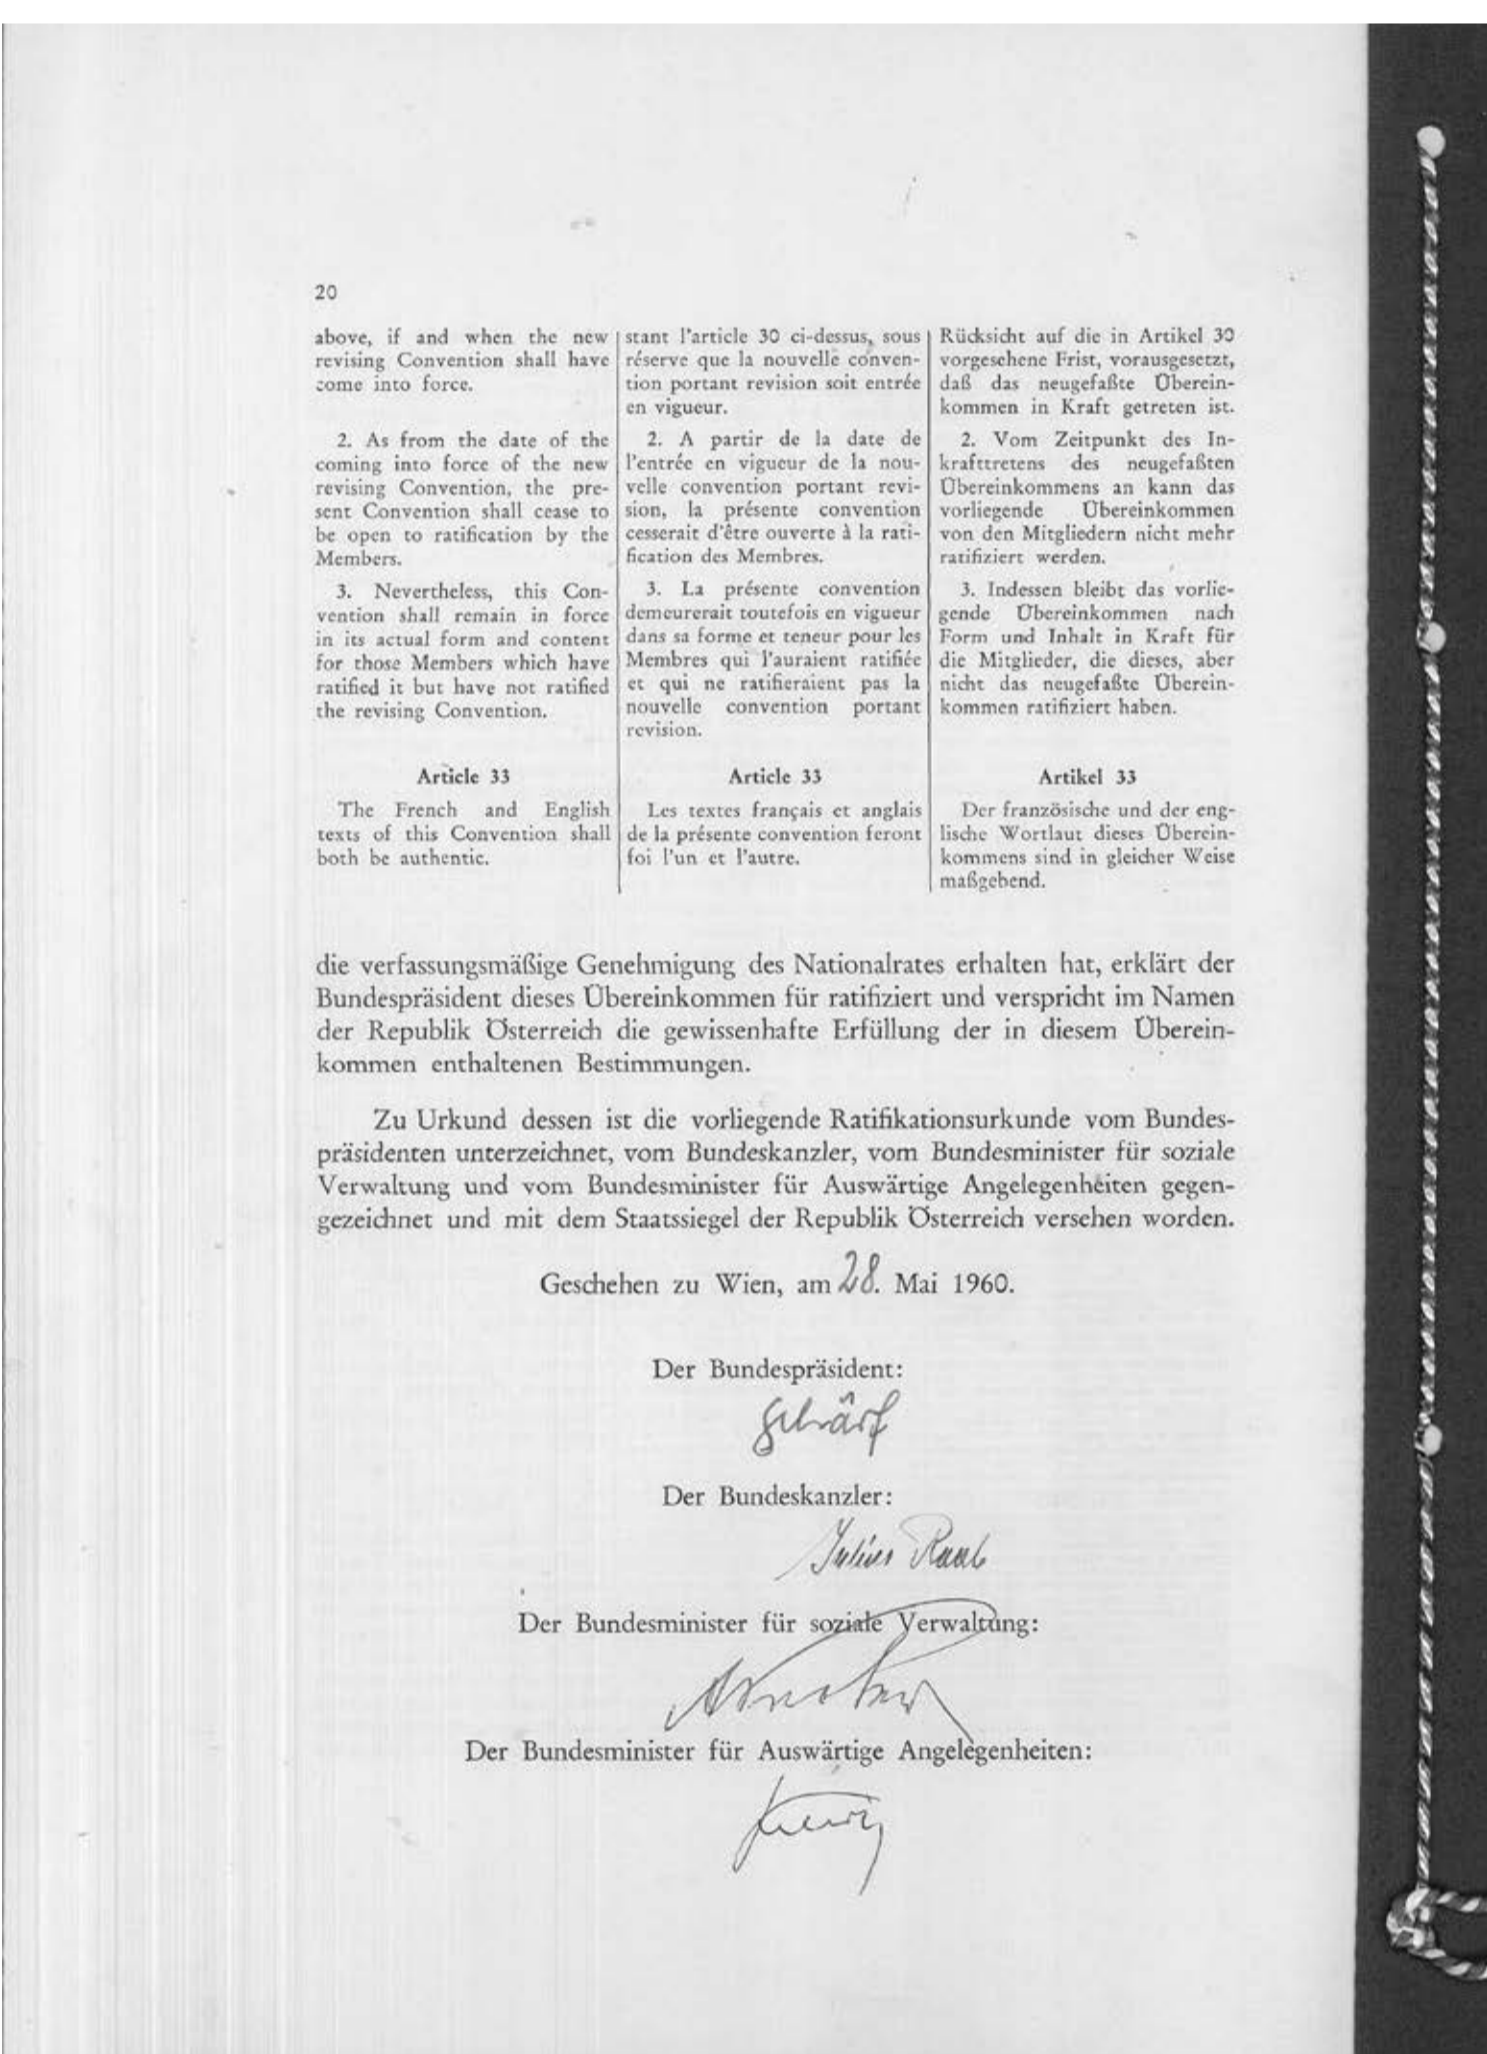 20
above, if and when the new
revising Convention shall have
come into force.
2. As from the date of the
coming into force of the new
revising Convention, the pre-
sent Convention shall cease to
be open to ratification by the
Members.
3. Nevertheless, this Con-
vention shall remain in force
in its actual form and content
for those Members which have
ratified it but have not ratified
the revising Convention.
Article 33
The French and English
texts of this Convention shall
both be authentic.
stant l'article 30 ci-dessus, sous
réserve que la nouvelle conven-
tion portant revision soit entrée
en vigueur.
2. A partir de la date de
l'entrée en vigueur de la nou-
velle convention portant revi-
sion, la présente convention
cesserait d'être ouverte à la rati-
fication des Membres.
3. La présente convention
demeurerait toutefois en vigueur
dans sa forme et teneur pour les
Membres qui l'auraient ratifiée
et qui ne ratifieraient pas la
nouvelle convention portant
revision.
Article 33
Les textes français et anglais
de la présente convention feront
foi l'un et l'autre.
Rücksicht auf die in Artikel 30
vorgesehene Frist, vorausgesetzt,
daß das neugefaßte Überein-
kommen in Kraft getreten ist.
2. Vom Zeitpunkt des In-
krafttretens des neugefaßten
Übereinkommens an kann das
vorliegende Übereinkommen
von den Mitgliedern nicht mehr
ratifiziert werden.
3. Indessen bleibt das vorlie-
gende Übereinkommen nach
Form und Inhalt in Kraft für
die Mitglieder, die dieses, aber
nicht das neugefaßte Überein-
kommen ratifiziert haben.
Artikel 33
Der französische und der eng-
lische Wortlaut dieses Überein-
kommens sind in gleicher Weise
maßgebend.
die verfassungsmäßige Genehmigung des Nationalrates erhalten hat, erklärt der
Bundespräsident dieses Übereinkommen für ratifiziert und verspricht im Namen
der Republik Österreich die gewissenhafte Erfüllung der in diesem Überein-
kommen enthaltenen Bestimmungen.
Zu Urkund dessen ist die vorliegende Ratifikationsurkunde vom Bundes-
präsidenten unterzeichnet, vom Bundeskanzler, vom Bundesminister für soziale
Verwaltung und vom Bundesminister für Auswärtige Angelegenheiten gegen-
gezeichnet und mit dem Staatssiegel der Republik Österreich versehen worden.
Geschehen zu Wien, am 28. Mai 1960.
Der Bundespräsident:
Schärf
Der Bundeskanzler:
Julius Raab
Der Bundesminister für soziale Verwaltung:
Der Bundesminister für Auswärtige Angelegenheiten: